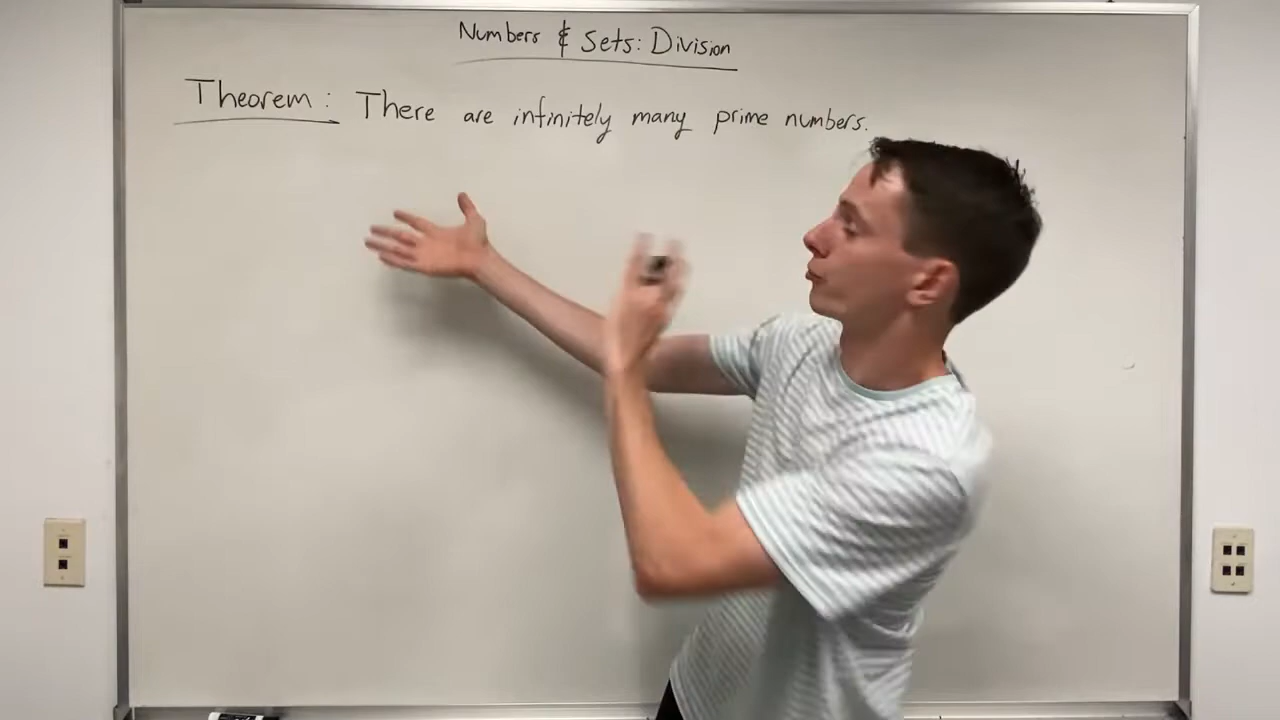 Numbers & Sets: Division
Theorem: There are infinitely many prime numbers.